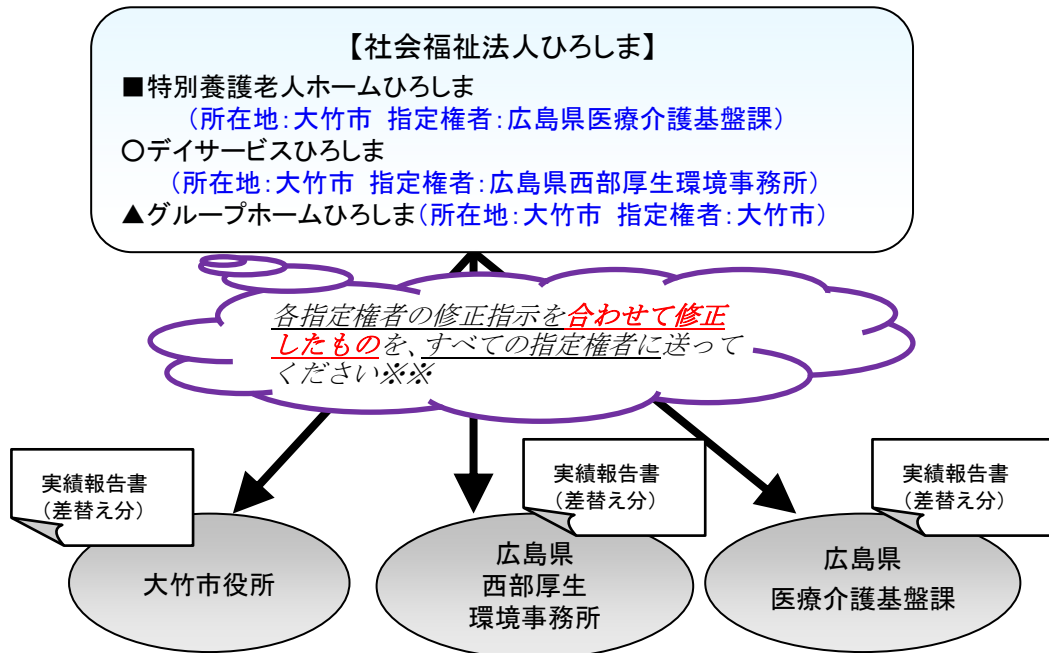 【社会福祉法人ひろしま】
■特別養護老人ホームひろしま
（所在地：大竹市 指定権者：広島県医療介護基盤課）
○デイサービスひろしま
（所在地：大竹市 指定権者：広島県西部厚生環境事務所）
▲グループホームひろしま（所在地：大竹市 指定権者：大竹市）
各指定権者の修正指示を合わせて修正
したものを、すべての指定権者に送って
ください※※
実績報告書
（差替え分）
実績報告書
（差替え分）
実績報告書
（差替え分）
大竹市役所
広島県
西部厚生
環境事務所
広島県
医療介護基盤課